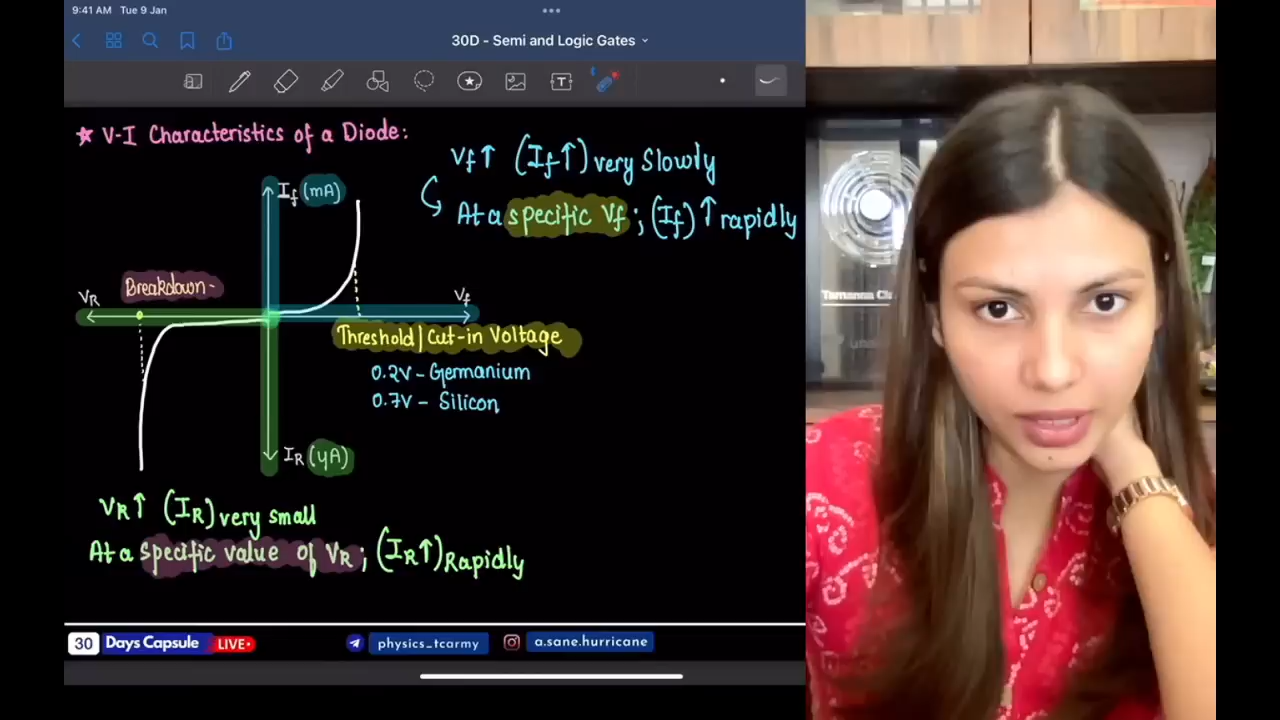 9:41 AM Tue 9 Jan
30D - Semi and Logic Gates
★ V-I Characteristics of a Diode:
If (mA)
Vf↑ (If↑) very slowly
At a specific Vf ; (If) ↑ rapidly
Breakdown-
VR
Vf
Threshold/Cut-in Voltage
0.2V - Germanium
0.7V - Silicon
IR (μA)
VR↑ (IR) very small
At a specific value of VR ; (IR↑) Rapidly
30 Days Capsule LIVE
physics_tcarmy
a.sane.hurricane
Tamanna